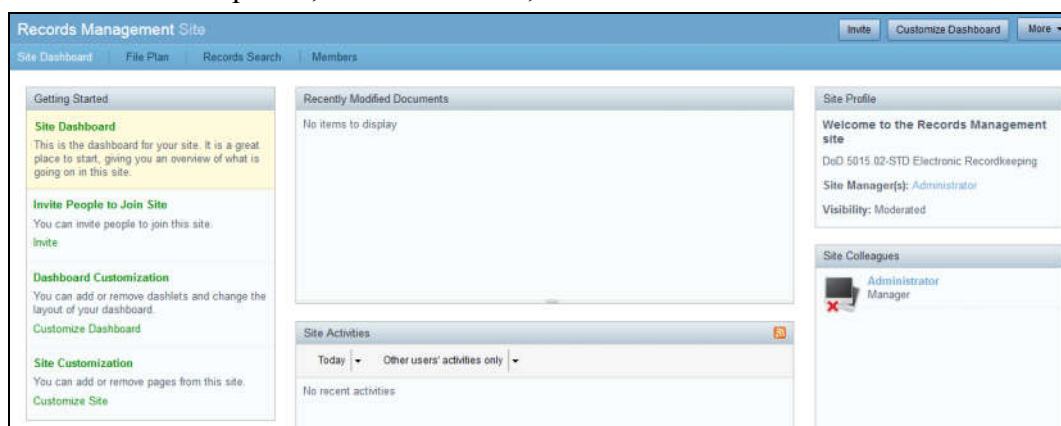 Records Management Site
Invite
Customize Dashboard
More
Site Dashboard
File Plan
Records Search
Members
Getting Started
Site Dashboard
This is the dashboard for your site. It is a great
place to start, giving you an overview of what is
going on in this site.
Invite People to Join Site
You can invite people to join this site.
Invite
Dashboard Customization
You can add or remove dashlets and change the
layout of your dashboard.
Customize Dashboard
Site Customization
You can add or remove pages from this site.
Customize Site
Recently Modified Documents
No items to display
Site Activities
Today
Other users' activities only
No recent activities
Site Profile
Welcome to the Records Management
site
DoD 5015.02-STD Electronic Recordkeeping
Site Manager(s): Administrator
Visibility: Moderated
Site Colleagues
Administrator
Manager